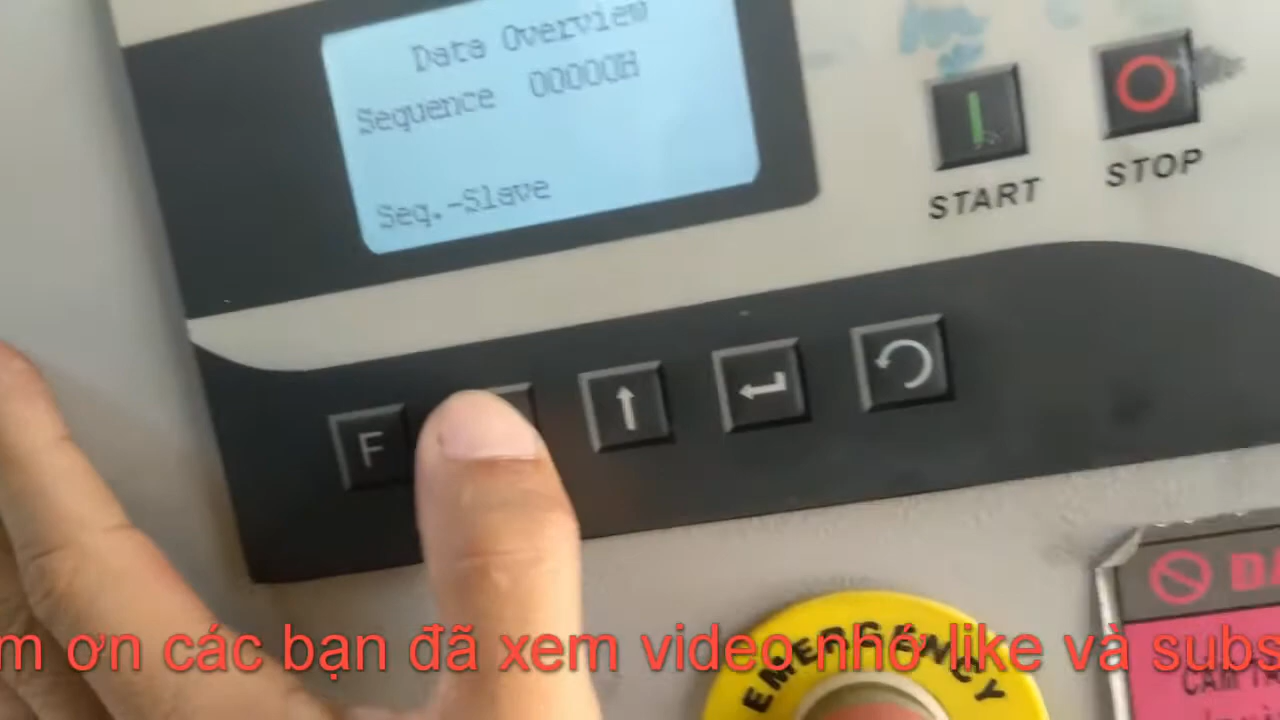 Data Overview
Sequence 00000H
Seq.-Slave
START
STOP
F
m ơn các bạn đã xem video nhớ like và subs
EMERGENCY
CẤM